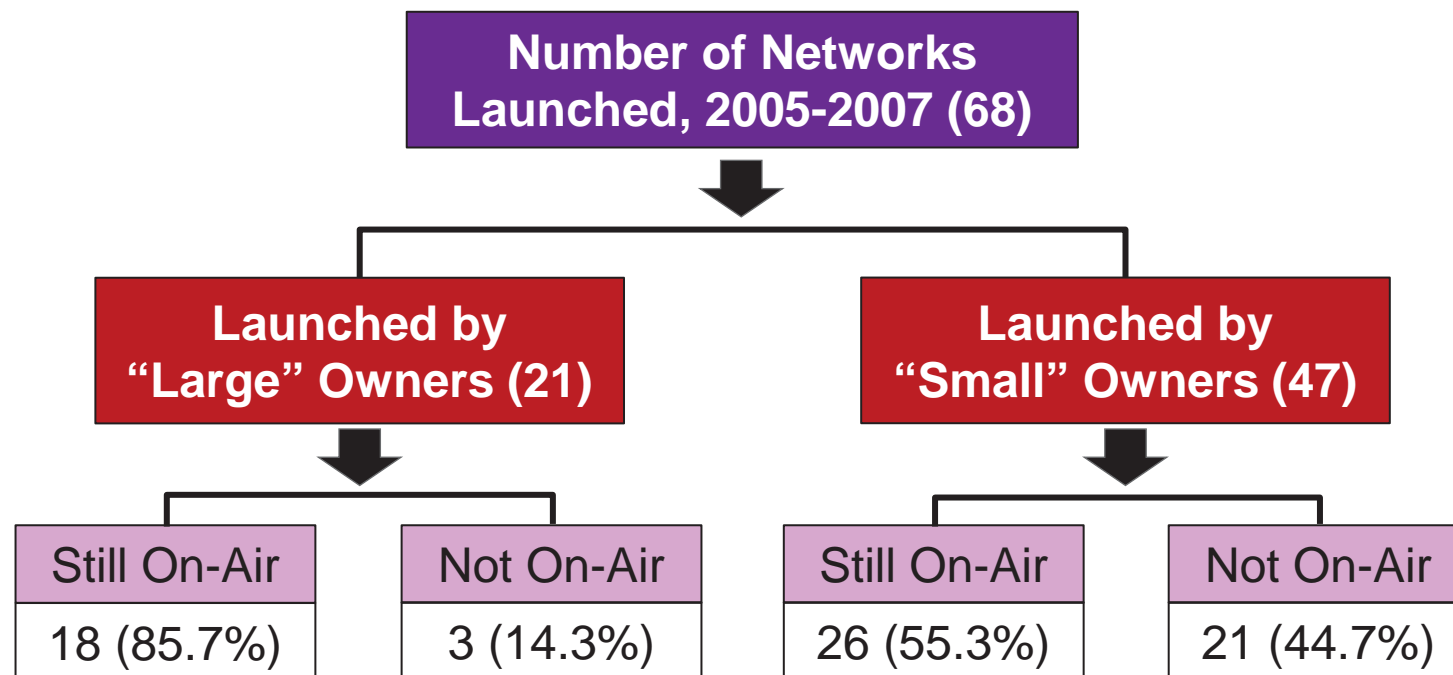 Number of Networks
Launched, 2005-2007 (68)
Launched by
“Large” Owners (21)
Launched by
“Small” Owners (47)
Still On-Air
Not On-Air
Still On-Air
Not On-Air
18 (85.7%)
3 (14.3%)
26 (55.3%)
21 (44.7%)